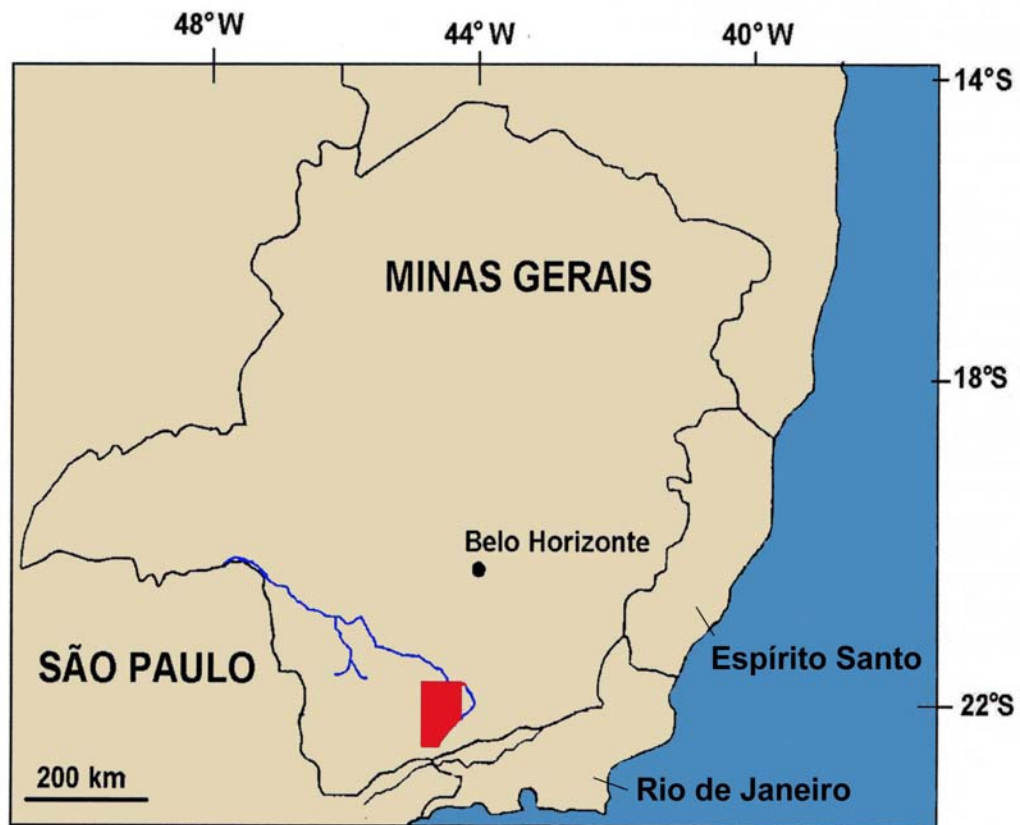 48°W
44°W
40°W
14°S
MINAS GERAIS
18°S
Belo Horizonte
SÃO PAULO
Espírito Santo
22°S
200 km
Rio de Janeiro